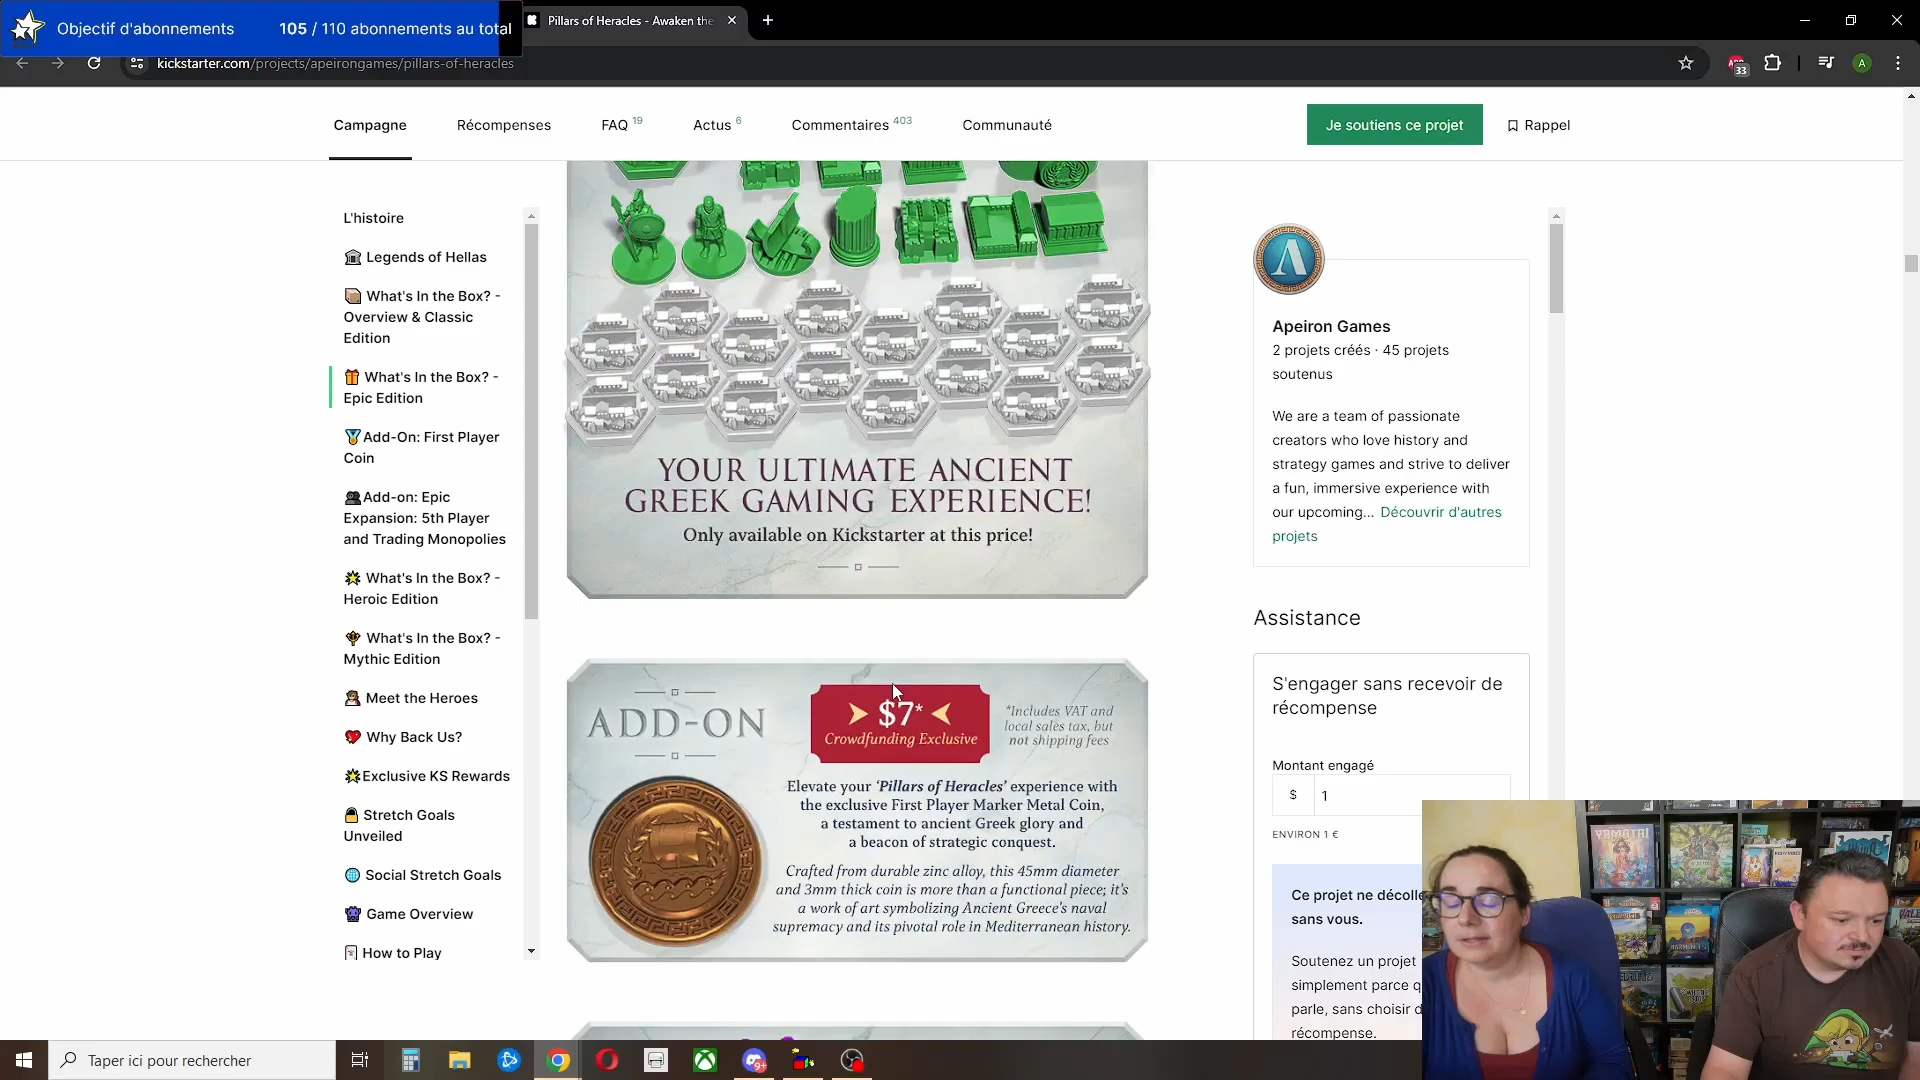 Objectif d'abonnements
105 / 110 abonnements au total
Pillars of Heracles - Awaken the
kickstarter.com/projects/apeirongames/pillars-of-heracles
33
A
Campagne
Récompenses
FAQ 19
Actus 6
Commentaires 403
Communauté
Je soutiens ce projet
Rappel
L'histoire
Legends of Hellas
What's In the Box? -
Overview & Classic
Edition
What's In the Box? -
Epic Edition
Add-On: First Player
Coin
Add-on: Epic
Expansion: 5th Player
and Trading Monopolies
What's In the Box? -
Heroic Edition
What's In the Box? -
Mythic Edition
Meet the Heroes
Why Back Us?
Exclusive KS Rewards
Stretch Goals
Unveiled
Social Stretch Goals
Game Overview
How to Play
YOUR ULTIMATE ANCIENT
GREEK GAMING EXPERIENCE!
Only available on Kickstarter at this price!
ADD-ON
$7*
Crowdfunding Exclusive
*Includes VAT and
local sales tax, but
not shipping fees
Elevate your 'Pillars of Heracles' experience with
the exclusive First Player Marker Metal Coin,
a testament to ancient Greek glory and
a beacon of strategic conquest.
Crafted from durable zinc alloy, this 45mm diameter
and 3mm thick coin is more than a functional piece; it's
a work of art symbolizing Ancient Greece's naval
supremacy and its pivotal role in Mediterranean history.
Apeiron Games
2 projets créés · 45 projets
soutenus
We are a team of passionate
creators who love history and
strategy games and strive to deliver
a fun, immersive experience with
our upcoming... Découvrir d'autres
projets
Assistance
S'engager sans recevoir de
récompense
Montant engagé
$
1
ENVIRON 1 €
Ce projet ne décolle
sans vous.
Soutenez un projet
simplement parce q
parle, sans choisir d
récompense.
YAMATAÏ
Taper ici pour rechercher
9+